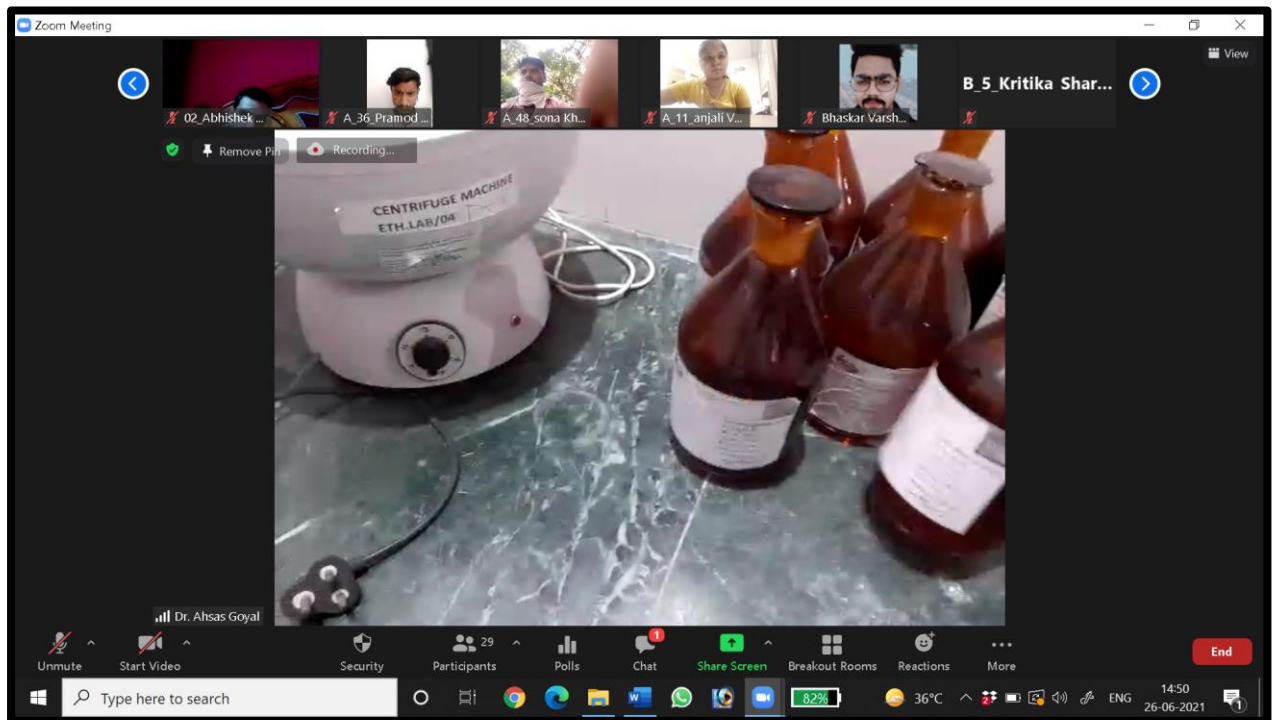 Zoom Meeting
View
02_Abhishek ...
A_36_Pramod ...
A_48_sona Kh...
A_11_anjali V...
Bhaskar Varsh...
B_5_Kritika Shar...
Remove Pin
Recording...
CENTRIFUGE MACHINE
ETH.LAB/04
Dr. Ahsas Goyal
29
1
Unmute
Start Video
Security
Participants
Polls
Chat
Share Screen
Breakout Rooms
Reactions
More
End
Type here to search
82%
36°C
ENG
14:50
26-06-2021
1